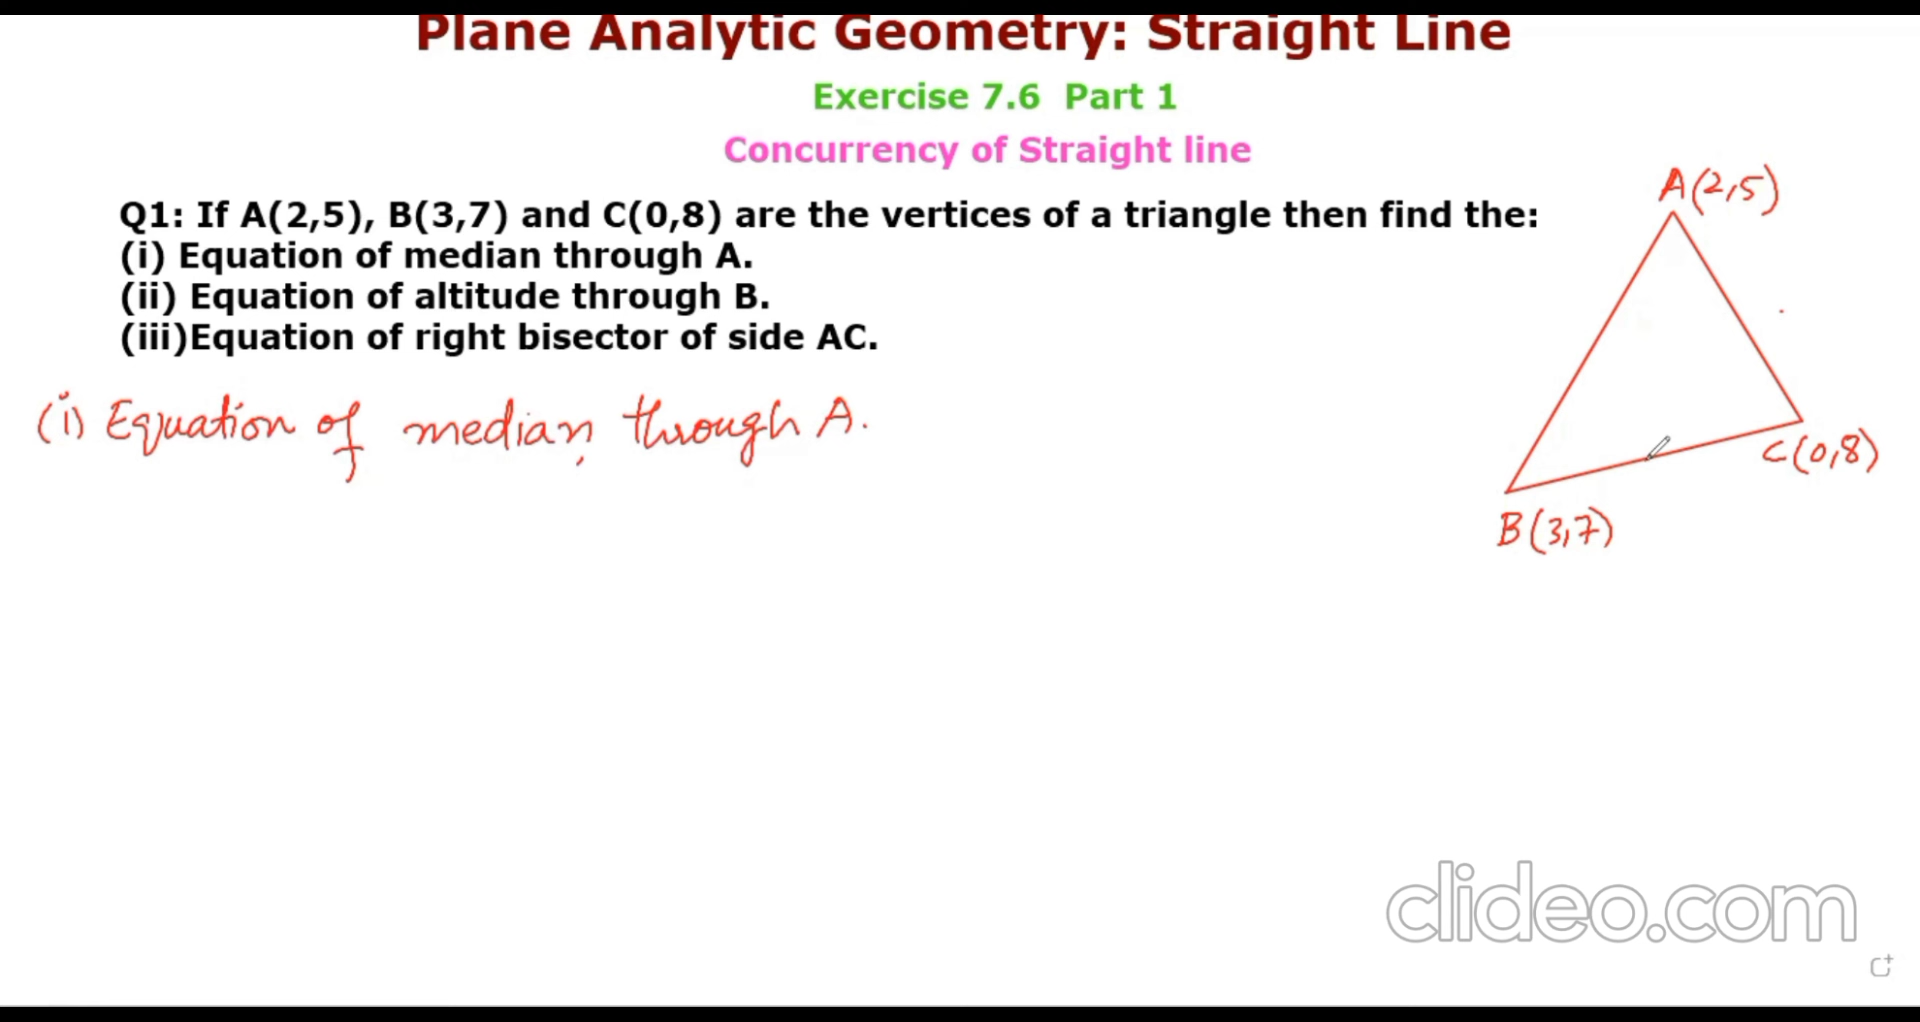 Plane Analytic Geometry: Straight Line
Exercise 7.6 Part 1
Concurrency of Straight line
Q1: If A(2,5), B(3,7) and C(0,8) are the vertices of a triangle then find the:
(i) Equation of median through A.
(ii) Equation of altitude through B.
(iii)Equation of right bisector of side AC.
(i) Equation of median through A.
A(2,5)
C(0,8)
B(3,7)
clideo.com